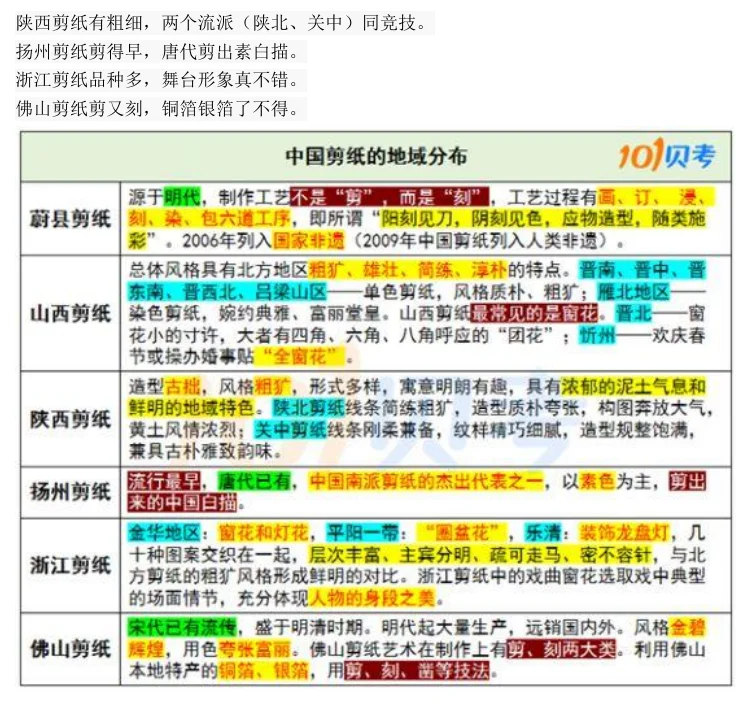 陕西剪纸有粗细，两个流派（陕北、关中）同竞技。
扬州剪纸剪得早，唐代剪出素白描。
浙江剪纸品种多，舞台形象真不错。
佛山剪纸剪又刻，铜箔银箔了不得。
中国剪纸的地域分布
101贝考
蔚县剪纸
源于明代，制作工艺不是“剪”，而是“刻”，工艺过程有画、订、浸、
刻、染、包六道工序，即所谓“阳刻见刀，阴刻见色，应物造型，随类施
彩”。2006年列入国家非遗（2009年中国剪纸列入人类非遗）。
山西剪纸
总体风格具有北方地区粗犷、雄壮、简练、淳朴的特点。晋南、晋中、晋
东南、晋西北、吕梁山区——单色剪纸，风格质朴、粗犷；雁北地区——
染色剪纸，婉约典雅、富丽堂皇。山西剪纸最常见的是窗花。晋北——窗
花小的寸许，大者有四角、六角、八角呼应的“团花”；忻州——欢庆春
节或操办婚事贴“全窗花”。
陕西剪纸
造型古拙，风格粗犷，形式多样，寓意明朗有趣，具有浓郁的泥土气息和
鲜明的地域特色。陕北剪纸线条简练粗犷，造型质朴夸张，构图奔放大气，
黄土风情浓烈；关中剪纸线条刚柔兼备，纹样精巧细腻，造型规整饱满，
兼具古朴雅致韵味。
扬州剪纸
流行最早，唐代已有，中国南派剪纸的杰出代表之一，以素色为主，剪出
来的中国白描。
浙江剪纸
金华地区：窗花和灯花，平阳一带：“圈盆花”，乐清：装饰龙盘灯，几
十种图案交织在一起，层次丰富、主宾分明、疏可走马、密不容针，与北
方剪纸的粗犷风格形成鲜明的对比。浙江剪纸中的戏曲窗花选取戏中典型
的场面情节，充分体现人物的身段之美。
佛山剪纸
宋代已有流传，盛于明清时期。明代起大量生产，远销国内外。风格金碧
辉煌，用色夸张富丽。佛山剪纸艺术在制作上有剪、刻两大类。利用佛山
本地特产的铜箔、银箔，用剪、刻、凿等技法。